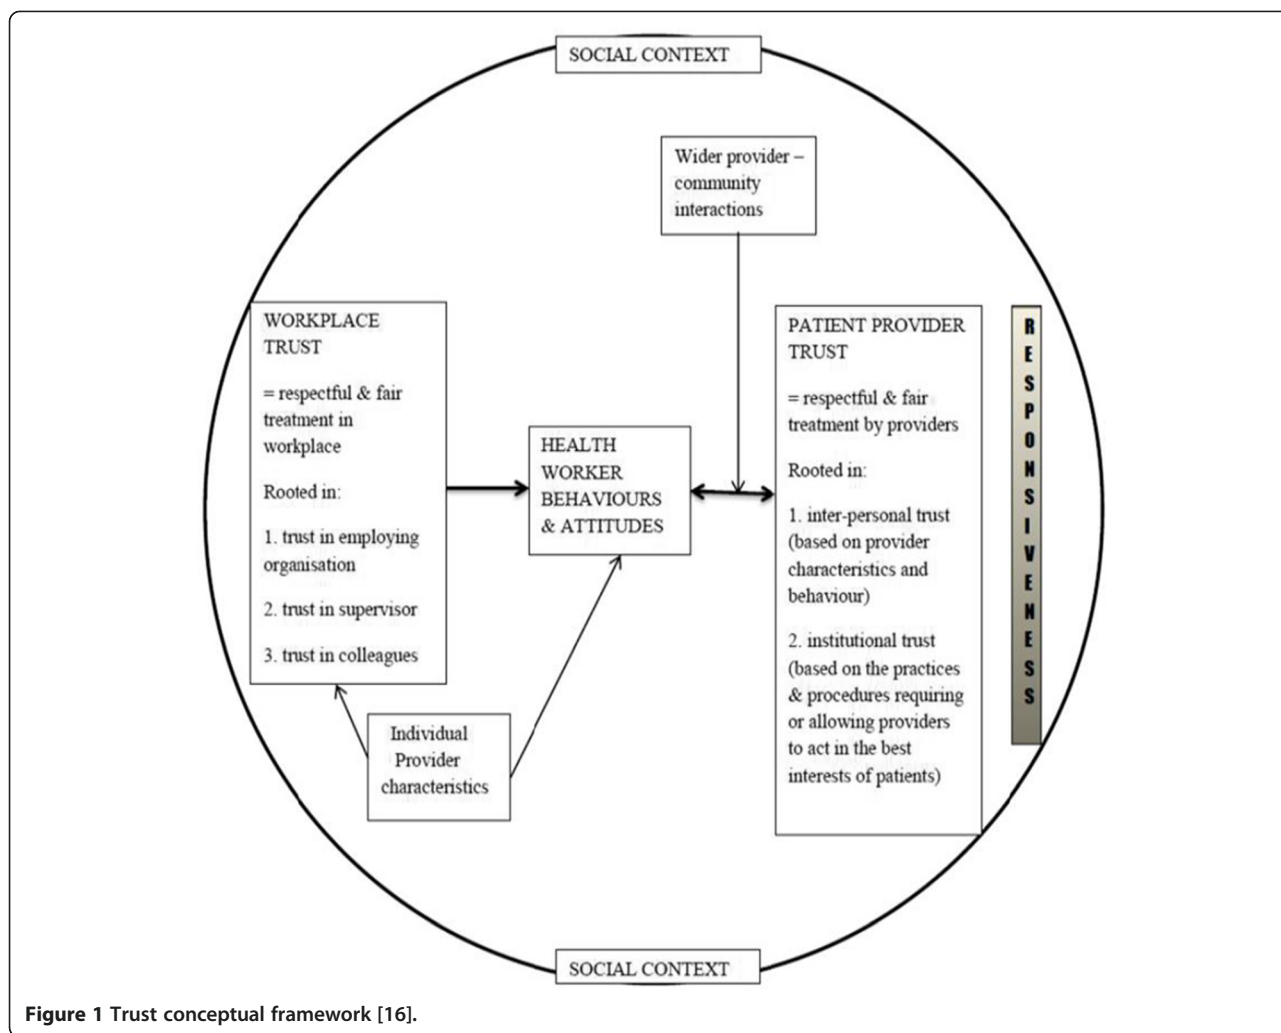 SOCIAL CONTEXT
Wider provider –
community
interactions
WORKPLACE
TRUST
= respectful & fair
treatment in
workplace
Rooted in:
1. trust in employing
organisation
2. trust in supervisor
3. trust in colleagues
HEALTH
WORKER
BEHAVIOURS
& ATTITUDES
Individual
Provider
characteristics
PATIENT PROVIDER
TRUST
= respectful & fair
treatment by providers
Rooted in:
1. inter-personal trust
(based on provider
characteristics and
behaviour)
2. institutional trust
(based on the practices
& procedures requiring
or allowing providers
to act in the best
interests of patients)
RESPONSIVENESS
SOCIAL CONTEXT
Figure 1 Trust conceptual framework [16].